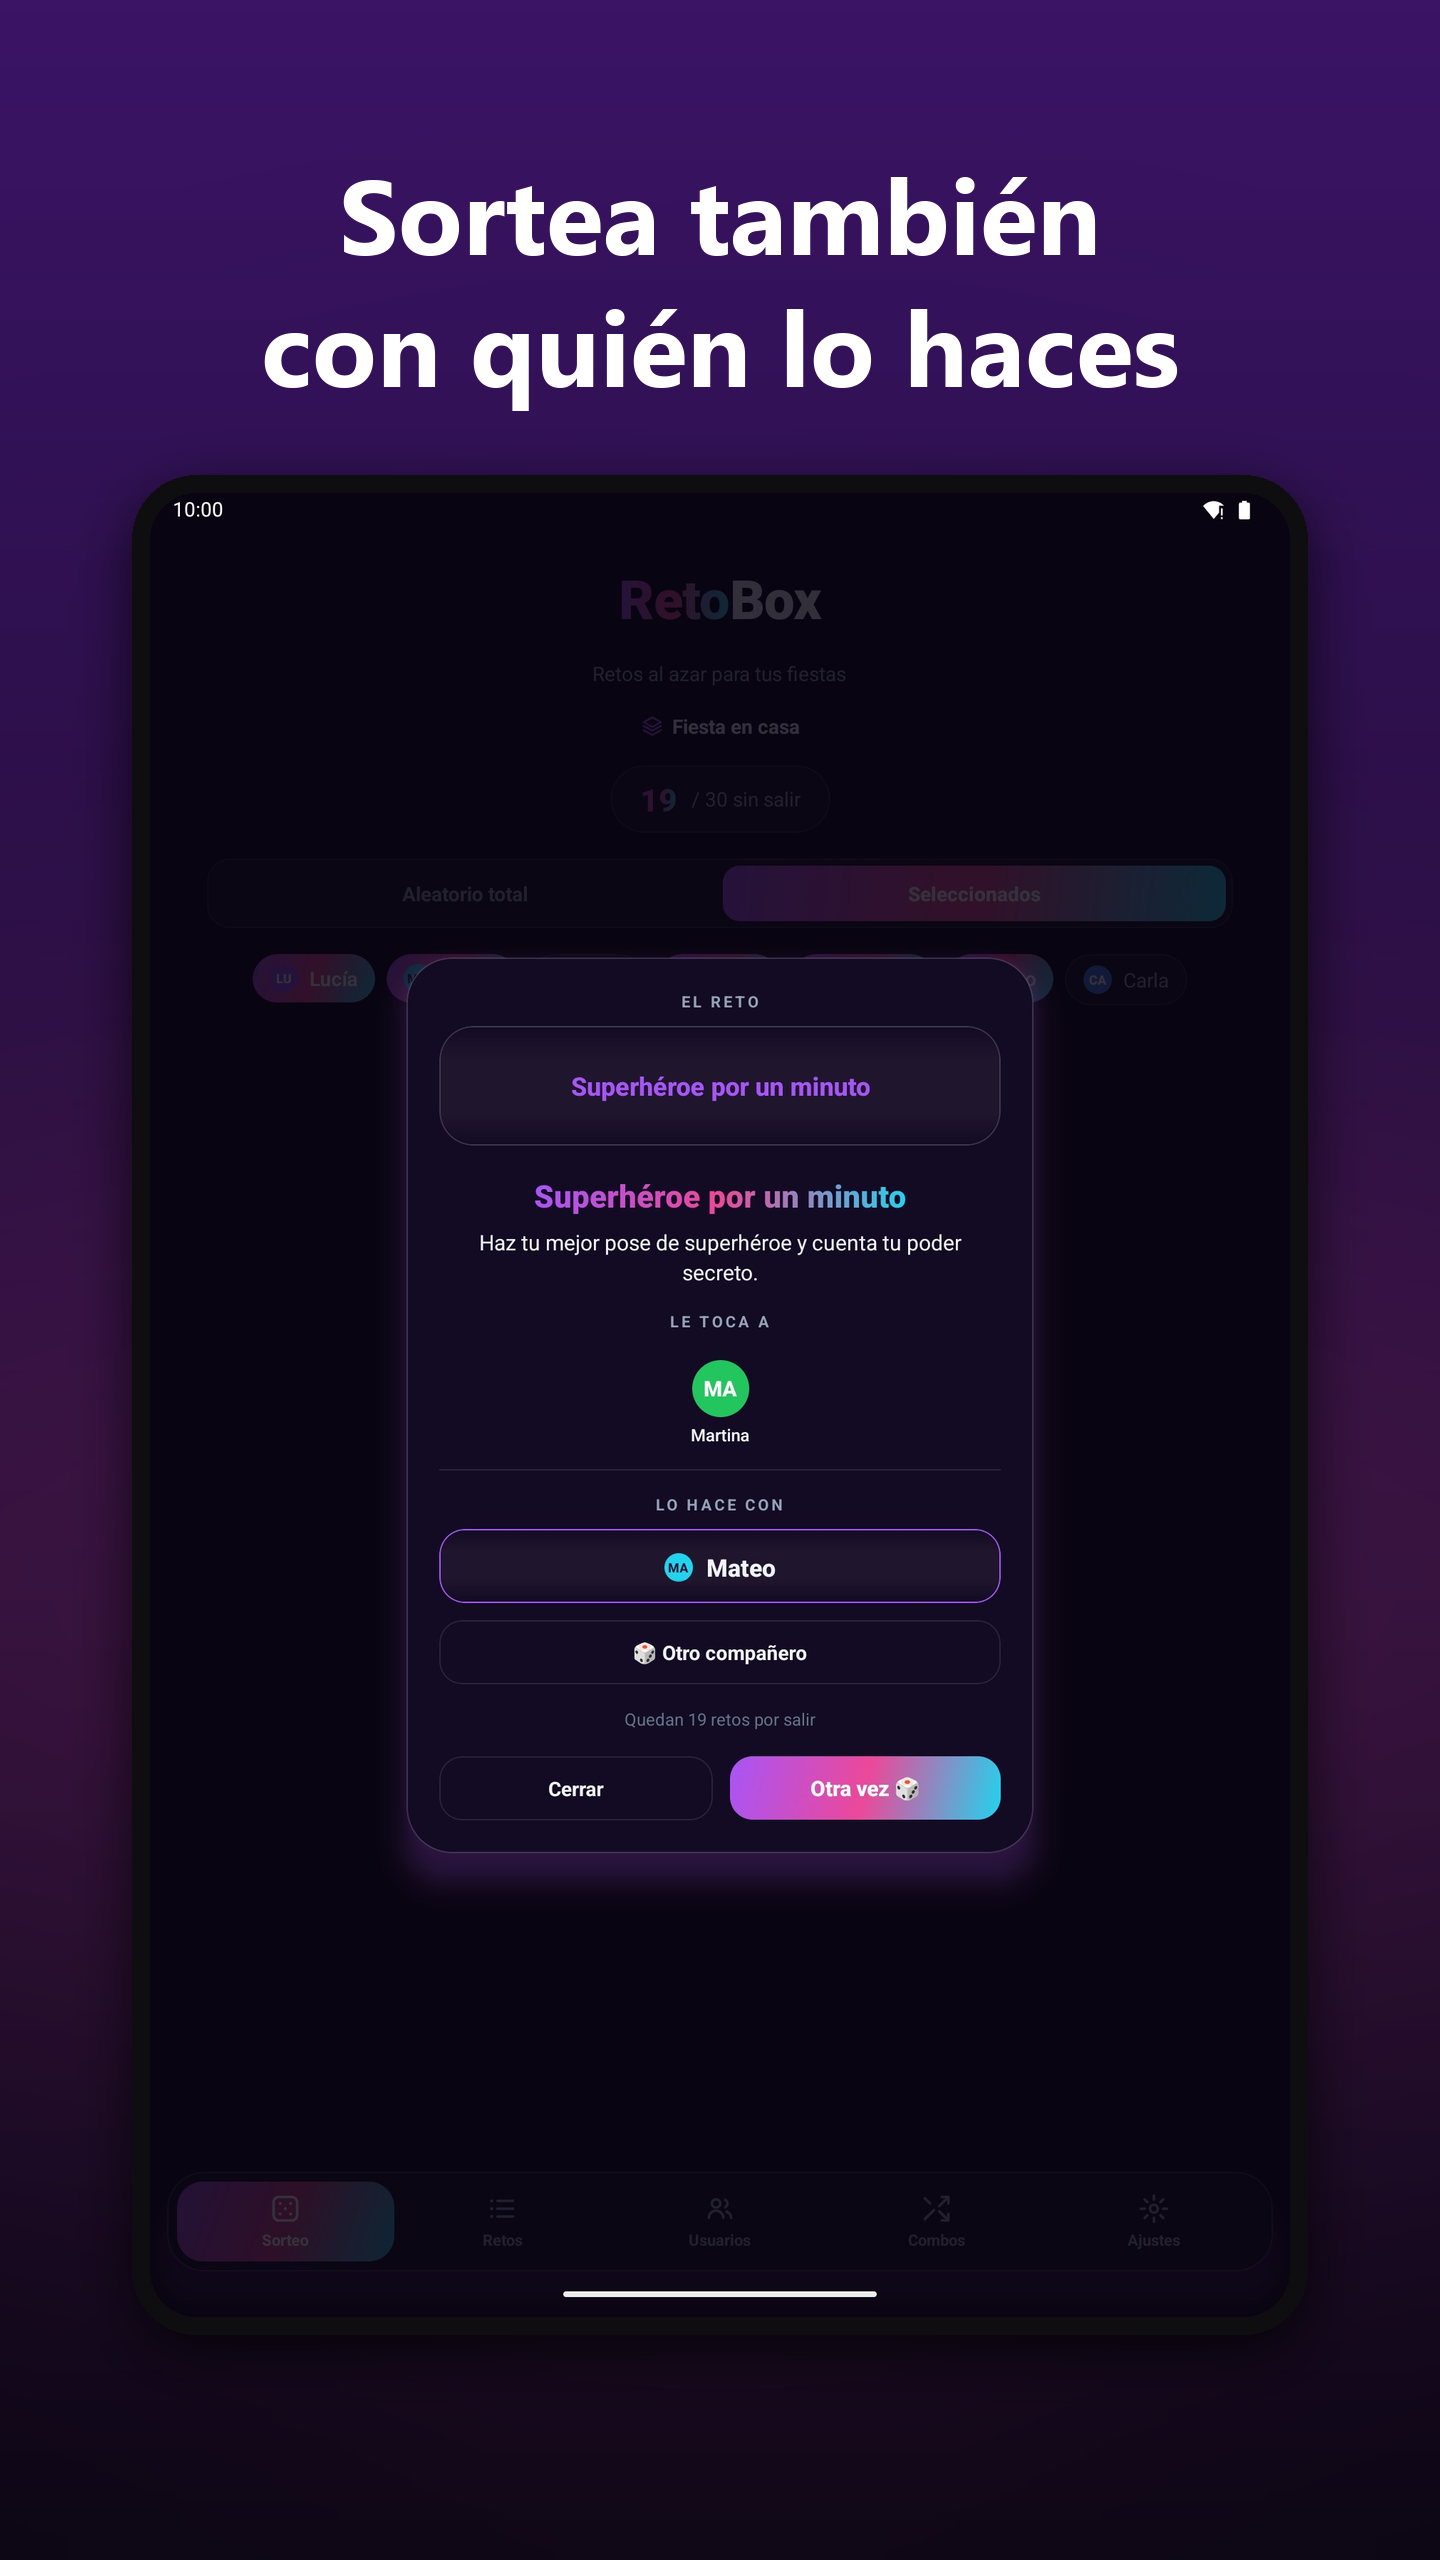 Sortea también
con quién lo haces
10:00
RetoBox
Retos al azar para tus fiestas
Fiesta en casa
19 / 30 sin salir
Aleatorio total
Seleccionados
LU Lucía
CA Carla
EL RETO
Superhéroe por un minuto
Superhéroe por un minuto
Haz tu mejor pose de superhéroe y cuenta tu poder
secreto.
LE TOCA A
MA
Martina
LO HACE CON
MA Mateo
🎲 Otro compañero
Quedan 19 retos por salir
Cerrar
Otra vez 🎲
Sorteo
Retos
Usuarios
Combos
Ajustes